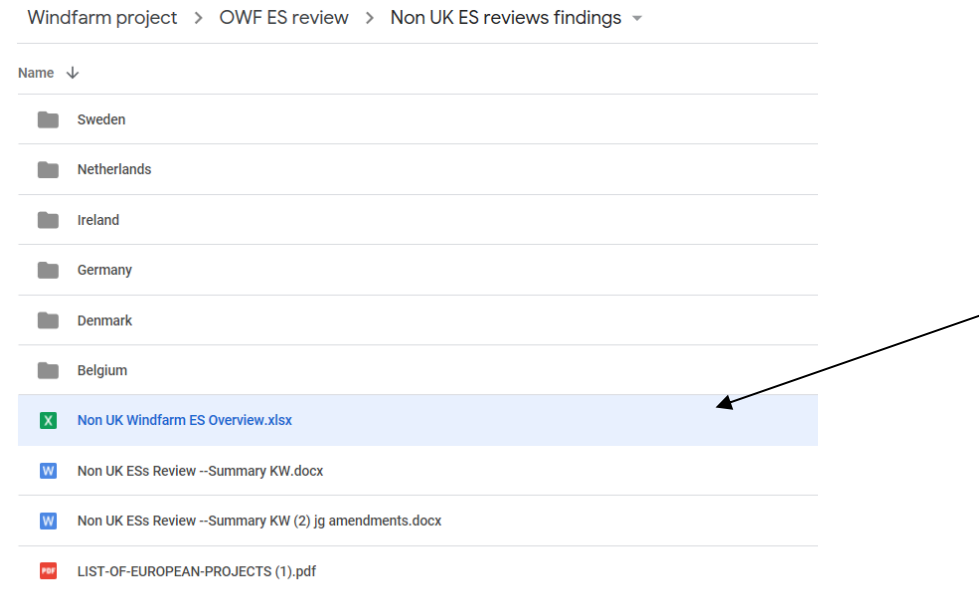 Windfarm project > OWF ES review > Non UK ES reviews findings
Name
Sweden
Netherlands
Ireland
Germany
Denmark
Belgium
X Non UK Windfarm ES Overview.xlsx
W Non UK ESs Review --Summary KW.docx
W Non UK ESs Review --Summary KW (2) jg amendments.docx
PDF LIST-OF-EUROPEAN-PROJECTS (1).pdf